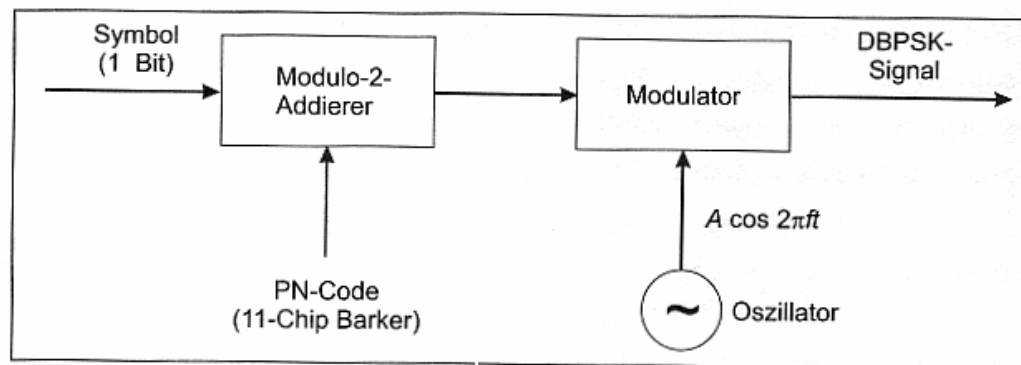 Symbol
(1 Bit)
Modulo-2-
Addierer
Modulator
DBPSK-
Signal
A cos 2πft
PN-Code
(11-Chip Barker)
~
Oszillator